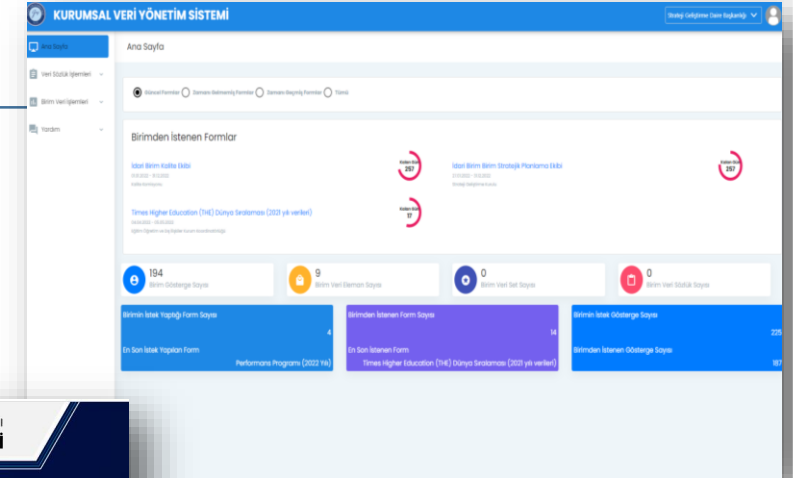 KURUMSAL VERİ YÖNETİM SİSTEMİ
Strateji Geliştirme Daire Başkanlığı
Ana Sayfa
Ana Sayfa
Veri Sözlük İşlemleri
Birim Veri İşlemleri
Yardım
Güncel Formlar Zamanı Gelmemiş Formlar Zamanı Geçmiş Formlar Tümü
Birimden İstenen Formlar
İdari Birim Kalite Ekibi
257
İdari Birim Birim Stratejik Planlama Ekibi
257
Times Higher Education (THE) Dünya Sıralaması (2021 yılı verileri)
17
194
Birim Gösterge Sayısı
9
Birim Veri Eleman Sayısı
0
Birim Veri Set Sayısı
0
Birim Veri Sözlük Sayısı
Birimin İstek Yaptığı Form Sayısı
4
En Son İstek Yapılan Form
Performans Programı (2023 Yılı)
Birimden İstenen Form Sayısı
14
En Son İstenen Form
Times Higher Education (THE) Dünya Sıralaması (2021 yılı verileri)
Birimin İstek Gösterge Sayısı
225
Birimden İstenen Gösterge Sayısı
187